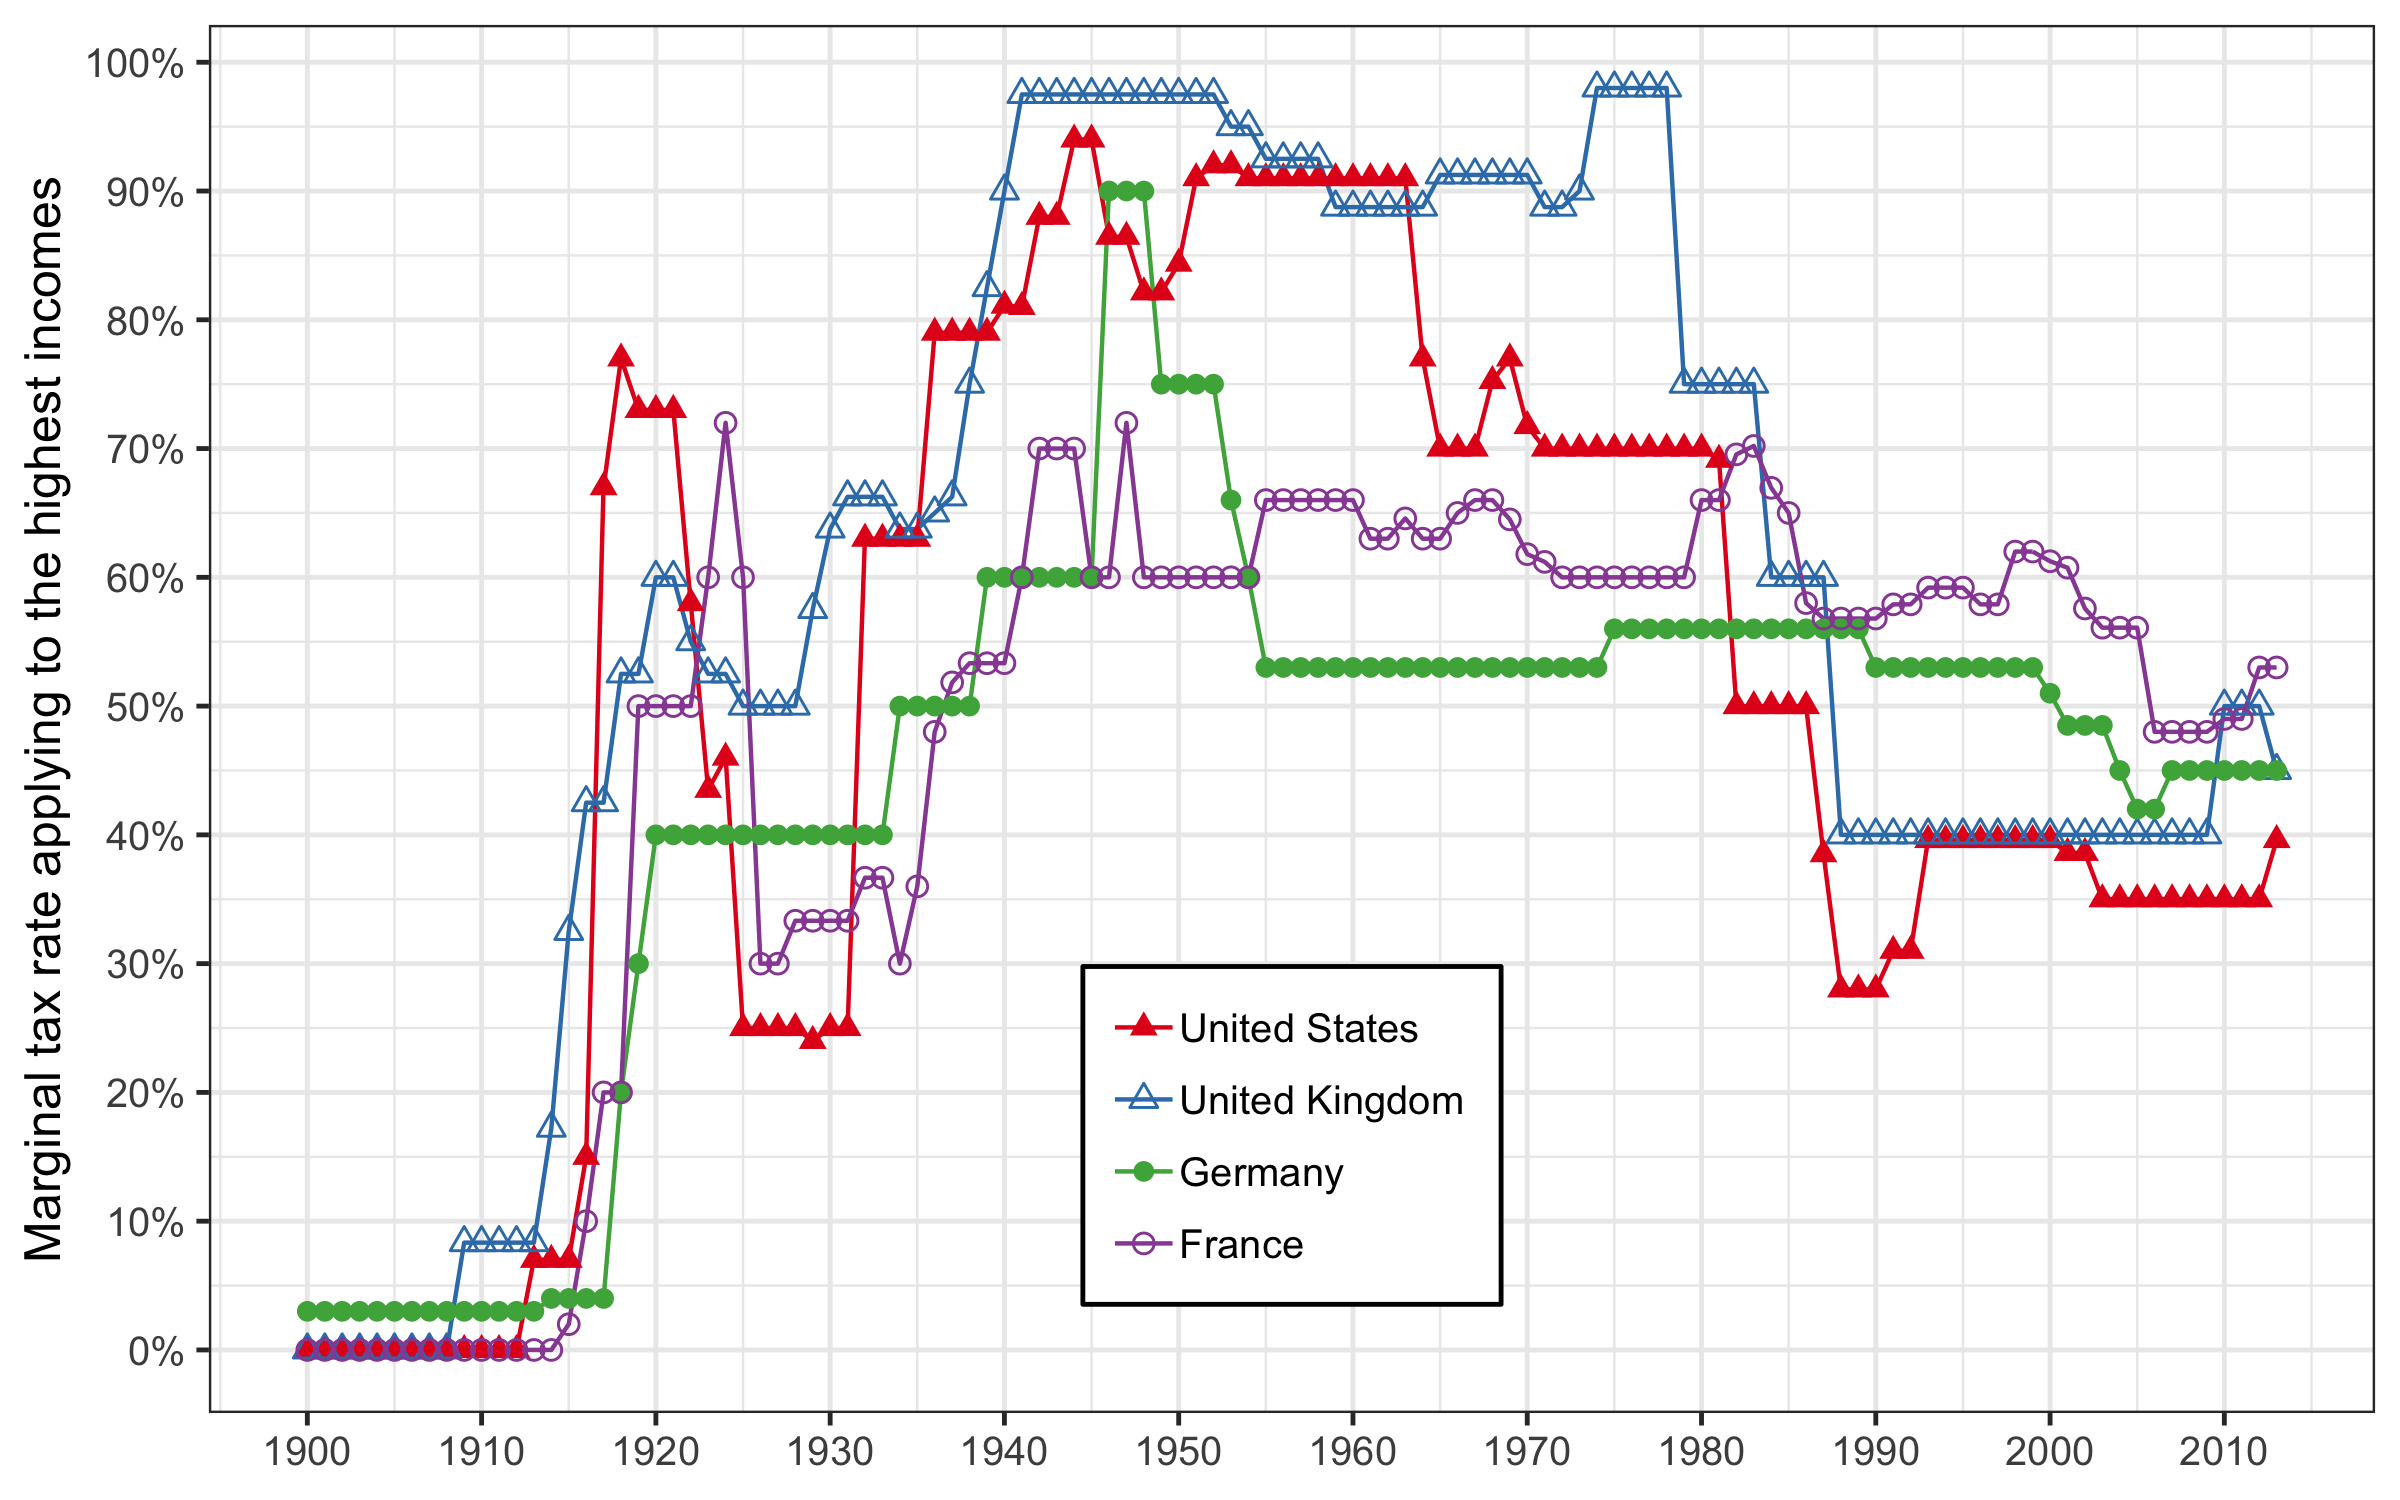 Marginal tax rate applying to the highest incomes
100%
90%
80%
70%
60%
50%
40%
30%
20%
10%
0%
United States
United Kingdom
Germany
France
1900 1910 1920 1930 1940 1950 1960 1970 1980 1990 2000 2010